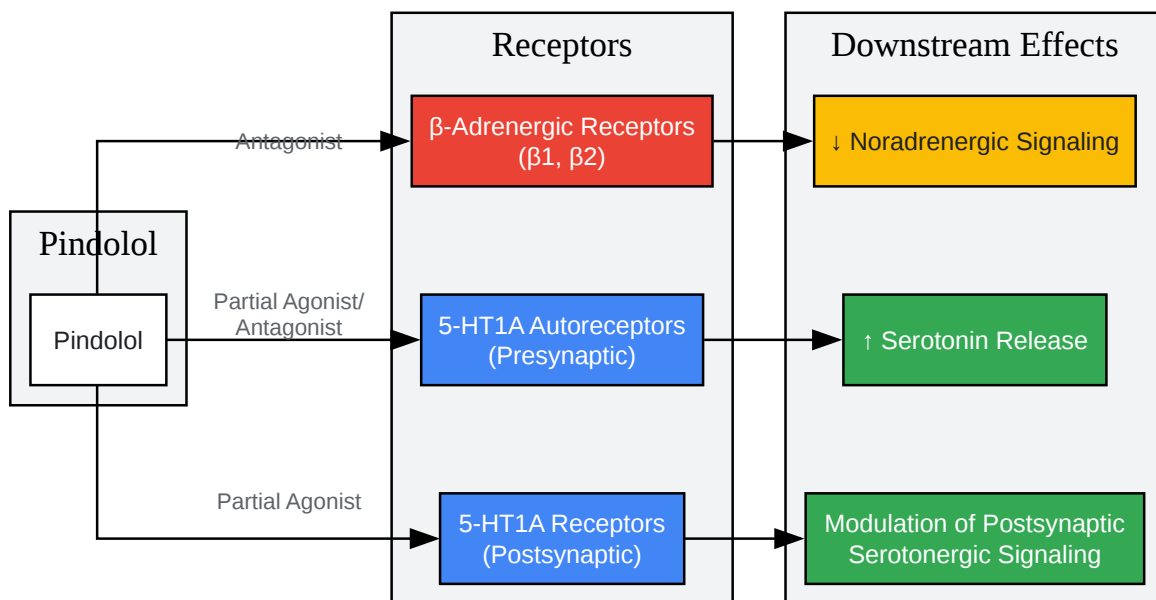 Receptors
Downstream Effects
Antagonist
β-Adrenergic Receptors
(β1, β2)
↓ Noradrenergic Signaling
Pindolol
Pindolol
Partial Agonist/
Antagonist
5-HT1A Autoreceptors
(Presynaptic)
↑ Serotonin Release
Partial Agonist
5-HT1A Receptors
(Postsynaptic)
Modulation of Postsynaptic
Serotonergic Signaling